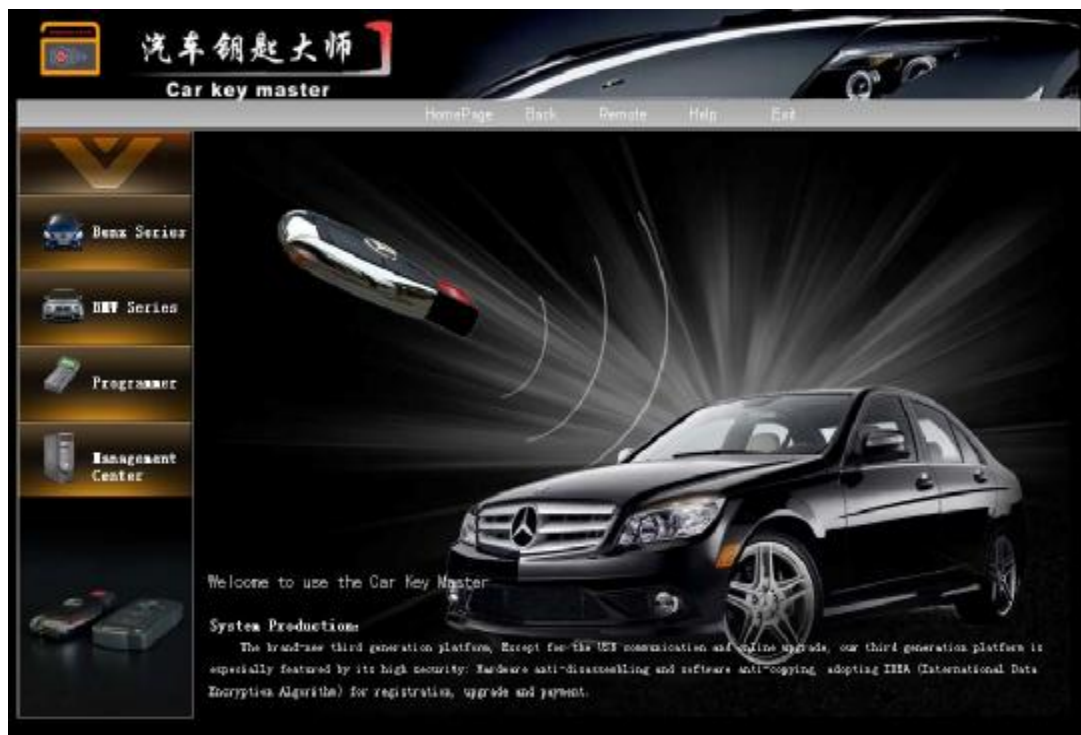 汽车钥匙大师
Car key master
HomePage Back Remote Help Exit
Benz Series
BMW Series
Programmer
Management
Center
Welcome to use the Car Key Master
System Production:
The brand-new third generation platform, Except for the USB comunication and online upgrade, our third generation platform is
especially featured by its high security: Hardware anti-disassembling and software anti-copying, adopting IDEA (International Data
Encryption Algorithm) for registration, upgrade and payment.